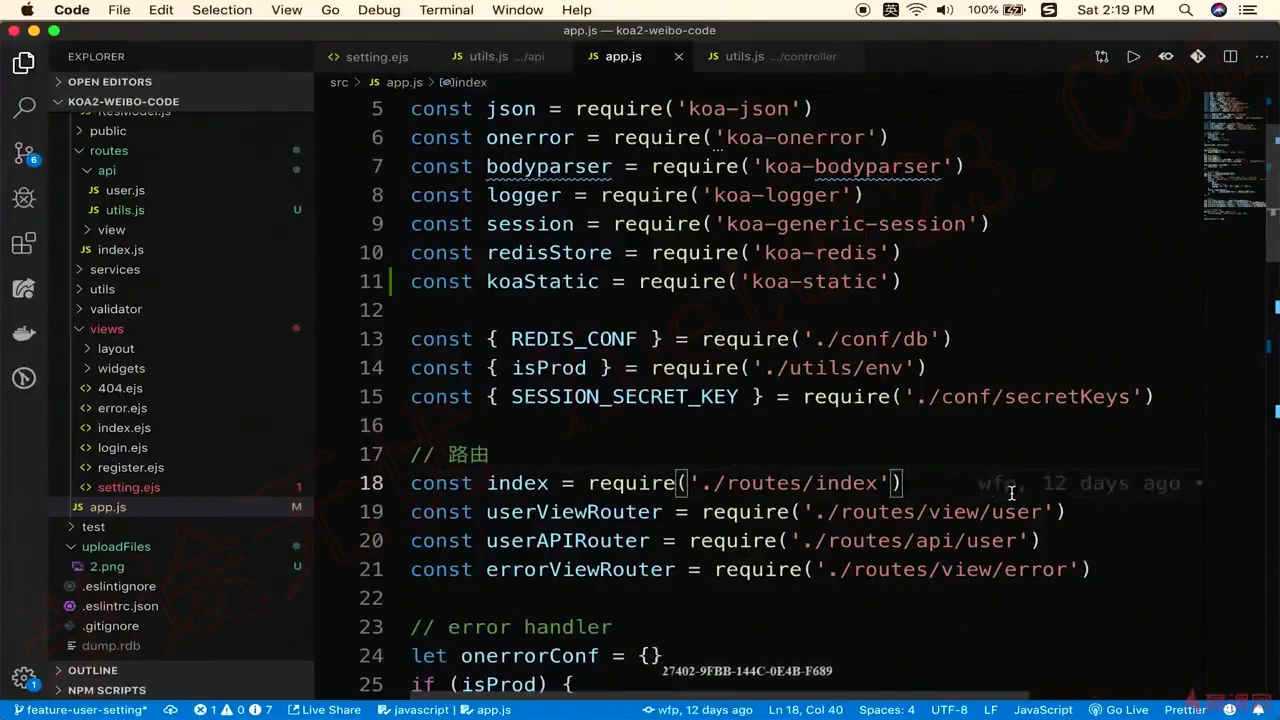 Code File Edit Selection View Go Debug Terminal Window Help 英 100% Sat 2:19 PM
app.js — koa2-weibo-code
EXPLORER
setting.ejs
utils.js .../api
app.js
utils.js .../controller
OPEN EDITORS
KOA2-WEIBO-CODE
ResModel.js
public
routes
api
user.js
utils.js U
view
index.js
services
utils
validator
views
layout
widgets
404.ejs
error.ejs
index.ejs
login.ejs
register.ejs
setting.ejs 1
app.js M
test
uploadFiles
2.png U
.eslintignore
.eslintrc.json
.gitignore
dump.rdb
OUTLINE
NPM SCRIPTS
6
1
src > JS app.js > index
5 const json = require('koa-json')
6 const onerror = require('koa-onerror')
7 const bodyparser = require('koa-bodyparser')
8 const logger = require('koa-logger')
9 const session = require('koa-generic-session')
10 const redisStore = require('koa-redis')
11 const koaStatic = require('koa-static')
12
13 const { REDIS_CONF } = require('./conf/db')
14 const { isProd } = require('./utils/env')
15 const { SESSION_SECRET_KEY } = require('./conf/secretKeys')
16
17 // 路由
18 const index = require('./routes/index') wfp, 12 days ago •
19 const userViewRouter = require('./routes/view/user')
20 const userAPIRouter = require('./routes/api/user')
21 const errorViewRouter = require('./routes/view/error')
22
23 // error handler
24 let onerrorConf = {}
27402-9FBB-144C-0E4B-F689
25 if (isProd) {
feature-user-setting* 1 0 7 Live Share javascript | app.js wfp, 12 days ago Ln 18, Col 40 Spaces: 4 UTF-8 LF JavaScript Go Live Prettier